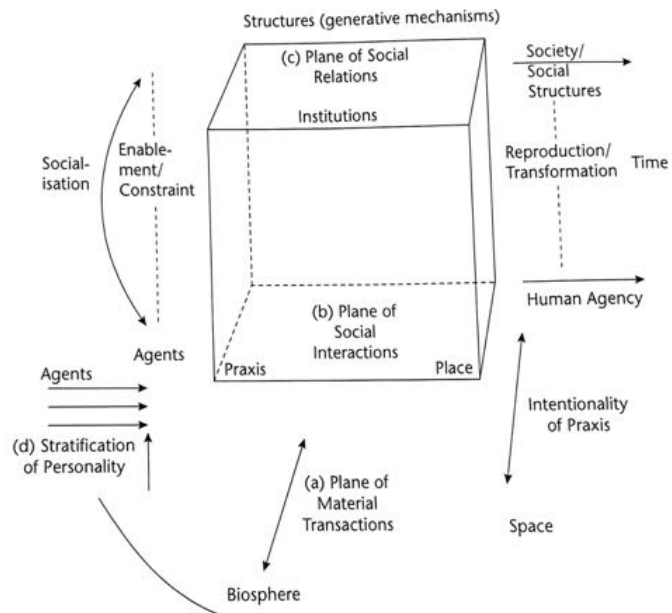 Structures (generative mechanisms)
(c) Plane of Social
Relations
Institutions
Society/
Social
Structures
Social-
isation
Enable-
ment/
Constraint
Reproduction/
Transformation
Time
Human Agency
(b) Plane of
Social
Interactions
Agents
Praxis
Place
Agents
(d) Stratification
of Personality
Intentionality
of Praxis
(a) Plane of
Material
Transactions
Space
Biosphere